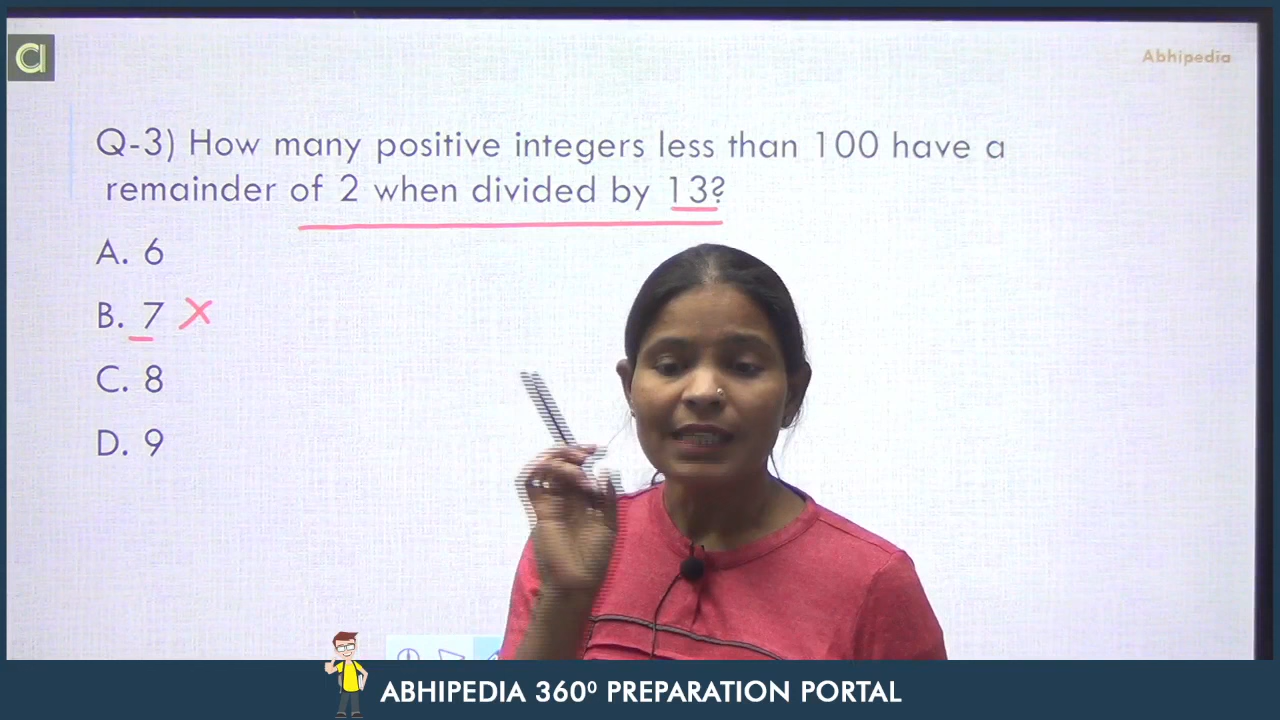 Abhipedia
Q-3) How many positive integers less than 100 have a
remainder of 2 when divided by 13?
A. 6
B. 7 ✗
C. 8
D. 9
ABHIPEDIA 360⁰ PREPARATION PORTAL